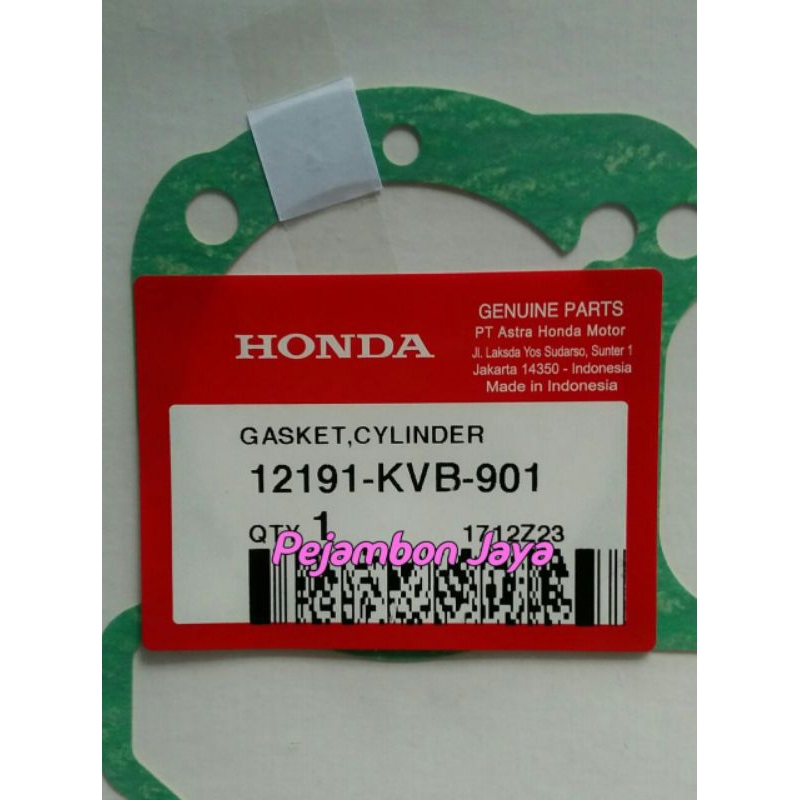 HONDA
GENUINE PARTS
PT Astra Honda Motor
Jl. Laksda Yos Sudarso, Sunter 1
Jakarta 14350 - Indonesia
Made in Indonesia
GASKET,CYLINDER
12191-KVB-901
QTY 1 1712Z23
Pejambon Jaya